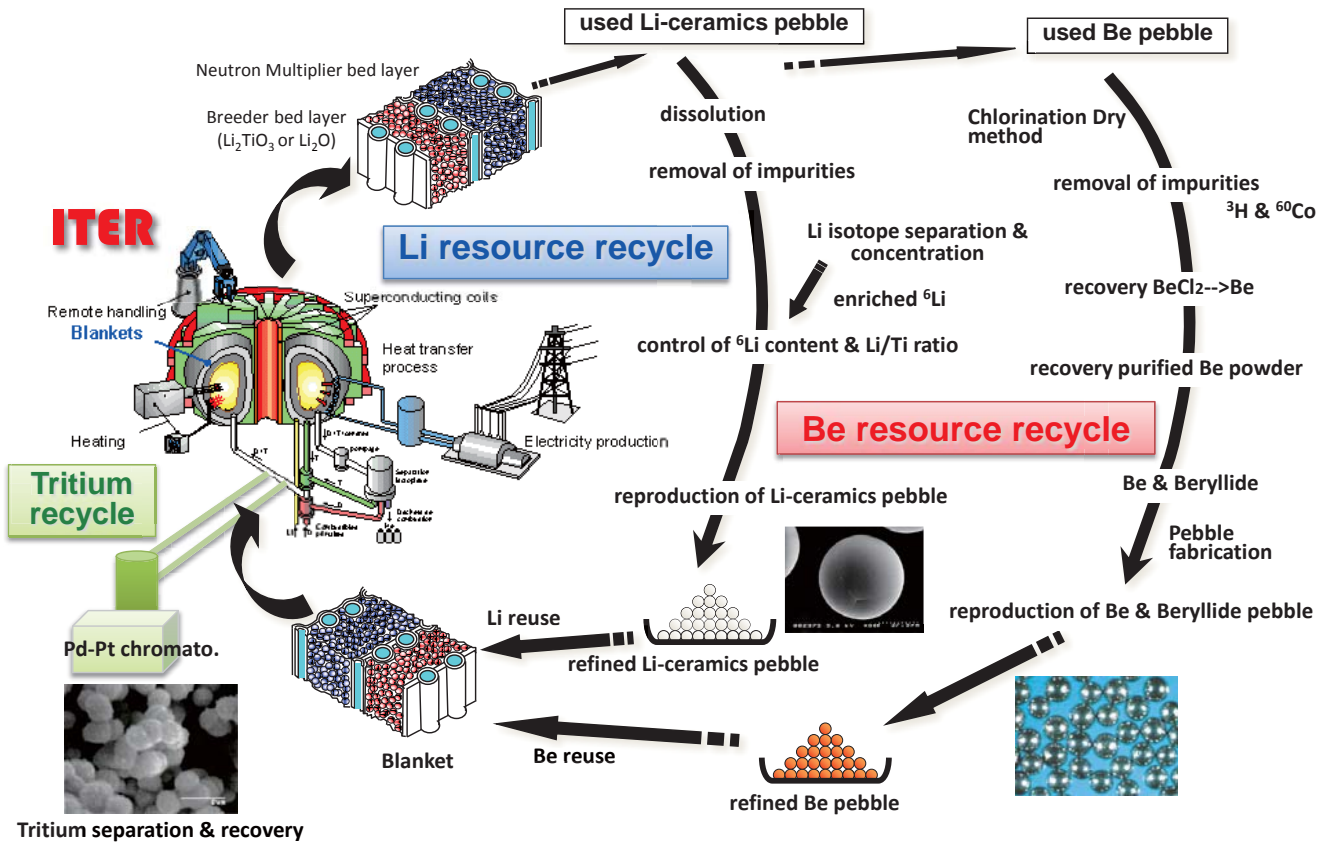 used Li-ceramics pebble
used Be pebble
Neutron Multiplier bed layer
Breeder bed layer
(Li₂TiO₃ or Li₂O)
dissolution
Chlorination Dry
method
removal of impurities
removal of impurities
³H & ⁶⁰Co
ITER
Li resource recycle
Li isotope separation &
concentration
enriched ⁶Li
recovery BeCl₂-->Be
Superconducting coils
Remote handling
Blankets
Heat transfer
process
control of ⁶Li content & Li/Ti ratio
recovery purified Be powder
Be resource recycle
Heating
Electricity production
D+T
Tritium
recycle
reproduction of Li-ceramics pebble
Be & Beryllide
Pebble
fabrication
reproduction of Be & Beryllide pebble
Li reuse
Pd-Pt chromato.
refined Li-ceramics pebble
Blanket
Be reuse
refined Be pebble
Tritium separation & recovery